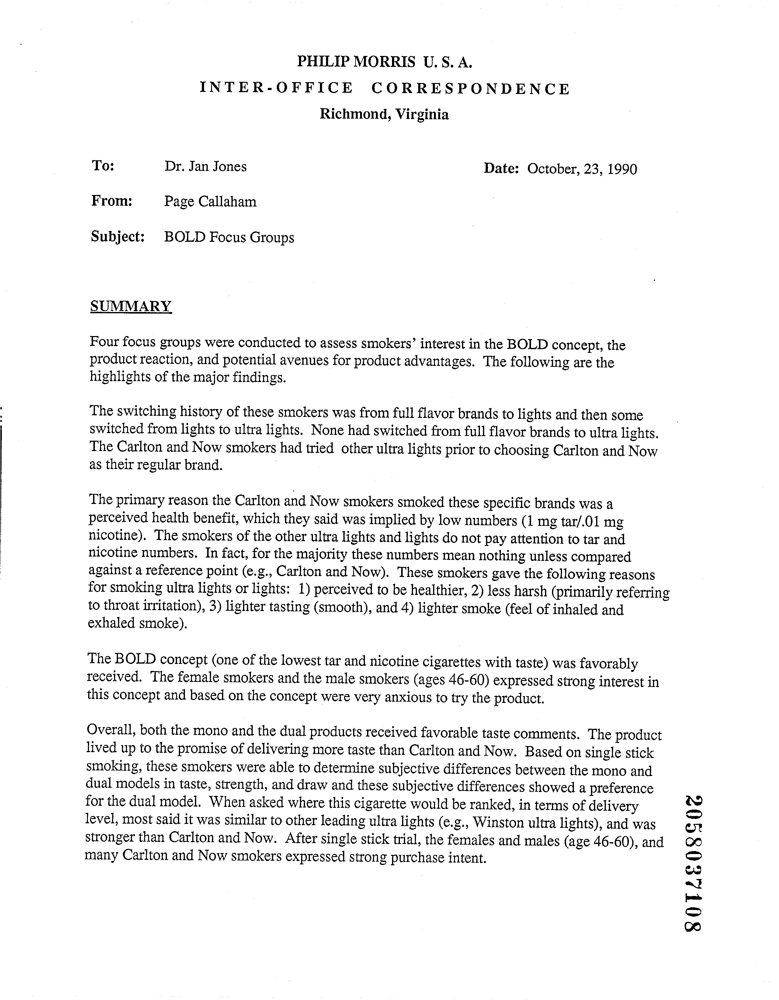 PHILIP MORRIS U. S. A.
INTER-OFFICE CORRESPONDENCE
Richmond, Virginia
To: Dr. Jan Jones Date: October, 23, 1990
From: Page Callaham
Subject: BOLD Focus Groups
SUMMARY
Four focus groups were conducted to assess smokers' interest in the BOLD concept, the
product reaction, and potential avenues for product advantages. The following are the
highlights of the major findings.
The switching history of these smokers was from full flavor brands to lights and then some
switched from lights to ultra lights. None had switched from full flavor brands to ultra lights.
The Carlton and Now smokers had tried other ultra lights prior to choosing Carlton and Now
as their regular brand.
The primary reason the Carlton and Now smokers smoked these specific brands was a
perceived health benefit, which they said was implied by low numbers (1 mg tar/.01 mg
nicotine). The smokers of the other ultra lights and lights do not pay attention to tar and
nicotine numbers. In fact, for the majority these numbers mean nothing unless compared
against a reference point (e.g., Carlton and Now). These smokers gave the following reasons
for smoking ultra lights or lights: 1) perceived to be healthier, 2) less harsh (primarily referring
to throat irritation), 3) lighter tasting (smooth), and 4) lighter smoke (feel of inhaled and
exhaled smoke).
The BOLD concept (one of the lowest tar and nicotine cigarettes with taste) was favorably
received. The female smokers and the male smokers (ages 46-60) expressed strong interest in
this concept and based on the concept were very anxious to try the product.
Overall, both the mono and the dual products received favorable taste comments. The product
lived up to the promise of delivering more taste than Carlton and Now. Based on single stick
smoking, these smokers were able to determine subjective differences between the mono and
dual models in taste, strength, and draw and these subjective differences showed a preference
for the dual model. When asked where this cigarette would be ranked, in terms of delivery
level, most said it was similar to other leading ultra lights (e.g., Winston ultra lights), and was
stronger than Carlton and Now. After single stick trial, the females and males (age 46-60), and
many Carlton and Now smokers expressed strong purchase intent.
2058037108